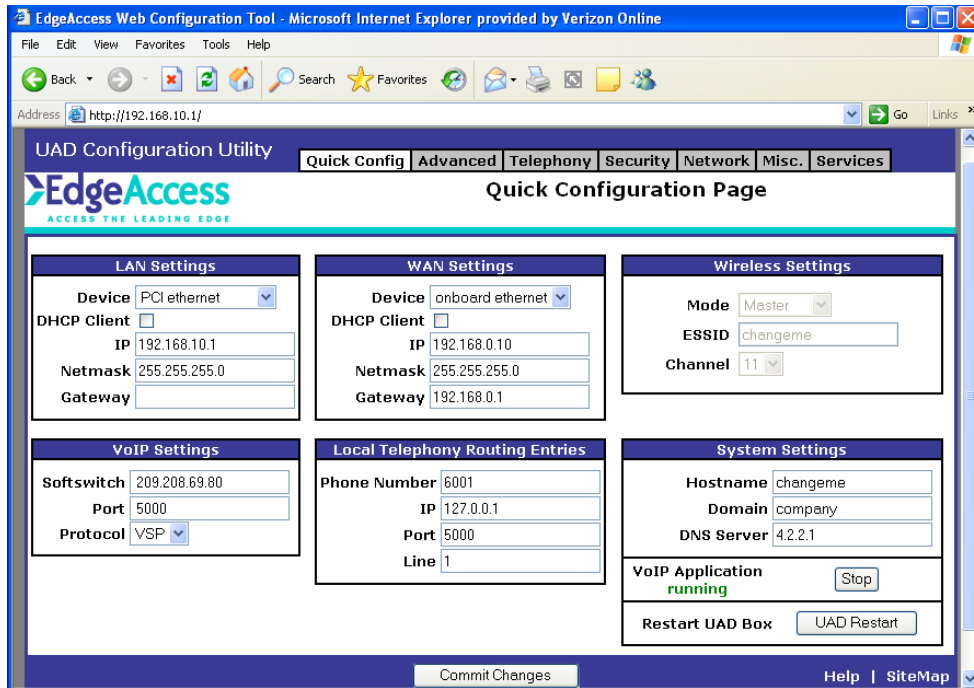 EdgeAccess Web Configuration Tool - Microsoft Internet Explorer provided by Verizon Online
File Edit View Favorites Tools Help
Back Search Favorites
Address http://192.168.10.1/ Go Links »
UAD Configuration Utility
Quick Config Advanced Telephony Security Network Misc. Services
EdgeAccess
ACCESS THE LEADING EDGE
Quick Configuration Page
LAN Settings
Device PCI ethernet
DHCP Client
IP 192.168.10.1
Netmask 255.255.255.0
Gateway
WAN Settings
Device onboard ethernet
DHCP Client
IP 192.168.0.10
Netmask 255.255.255.0
Gateway 192.168.0.1
Wireless Settings
Mode Master
ESSID changeme
Channel 11
VoIP Settings
Softswitch 209.208.69.80
Port 5000
Protocol VSP
Local Telephony Routing Entries
Phone Number 6001
IP 127.0.0.1
Port 5000
Line 1
System Settings
Hostname changeme
Domain company
DNS Server 4.2.2.1
VoIP Application
running
Stop
Restart UAD Box UAD Restart
Commit Changes
Help | SiteMap